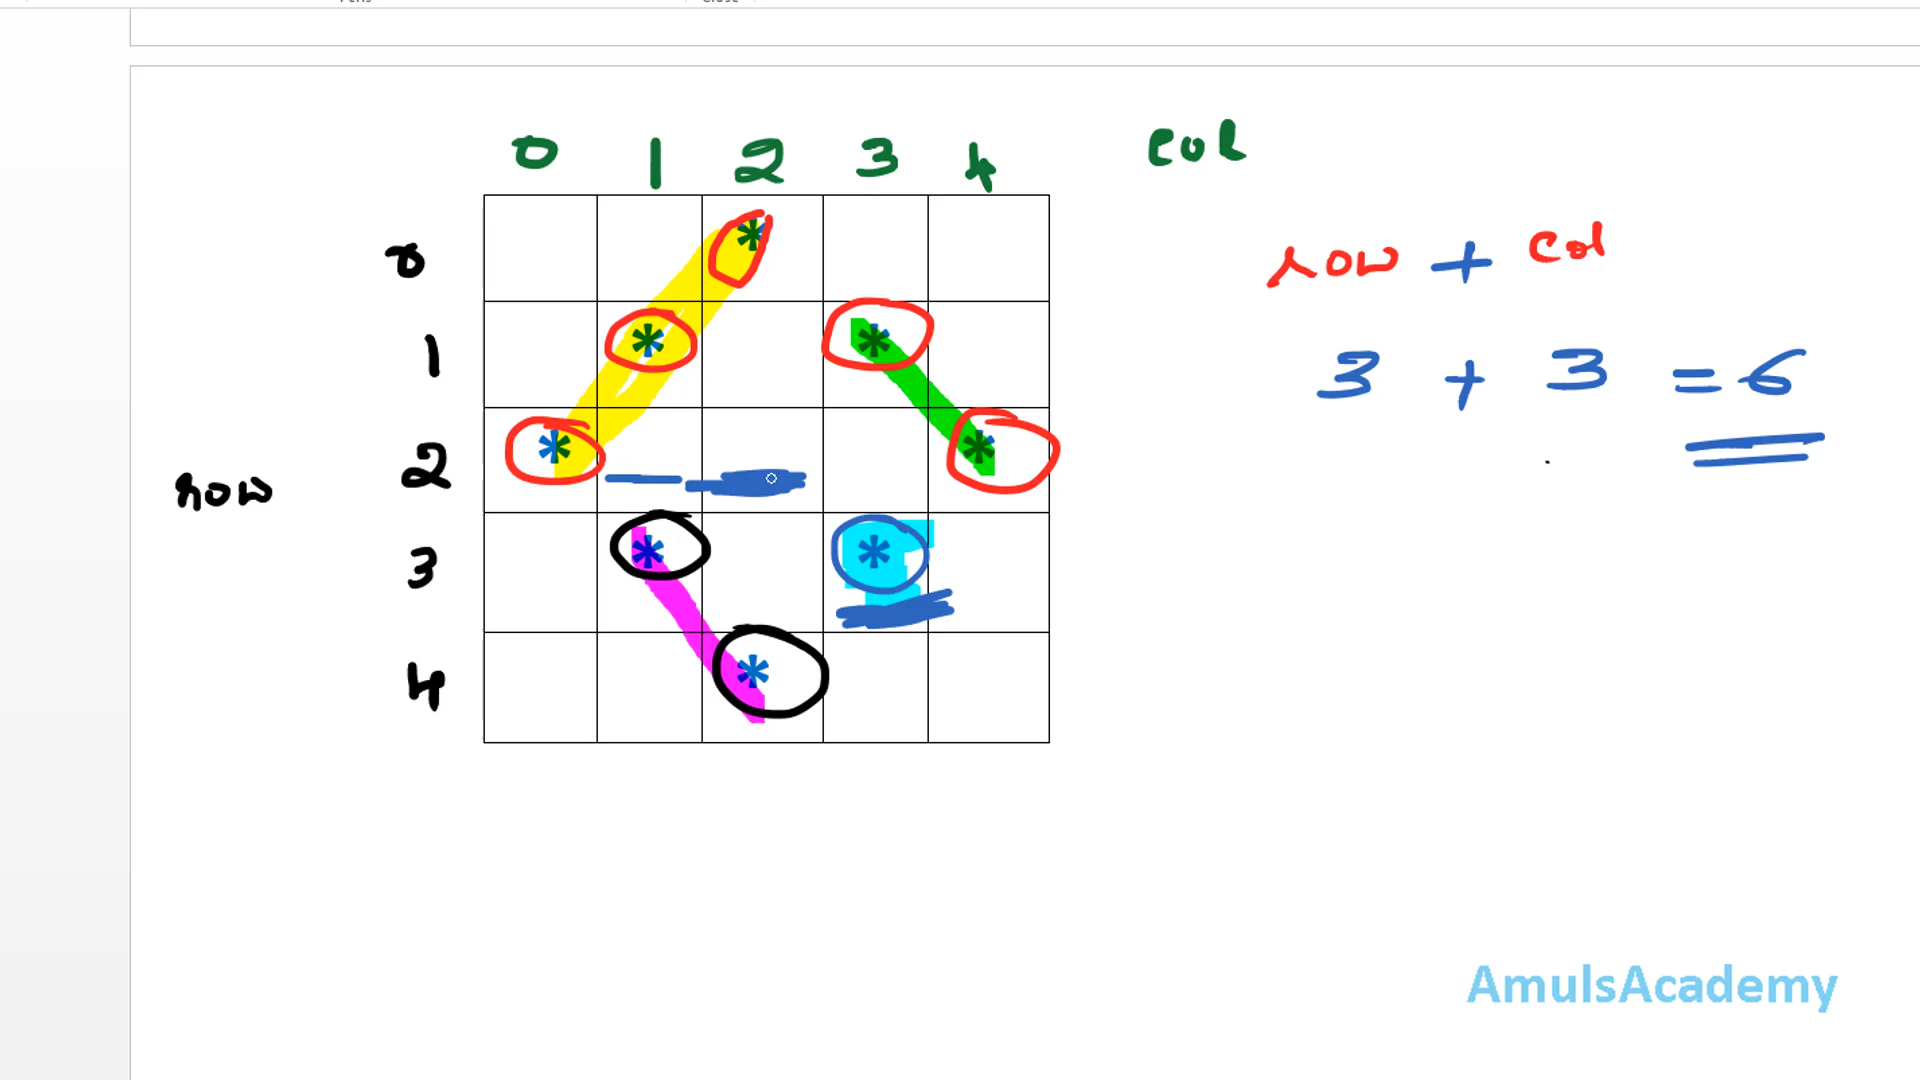 0 1 2 3 4 col
0 * row + col
1 * * 3 + 3 = 6
2 * *
row
3 * *
4 *
AmulsAcademy